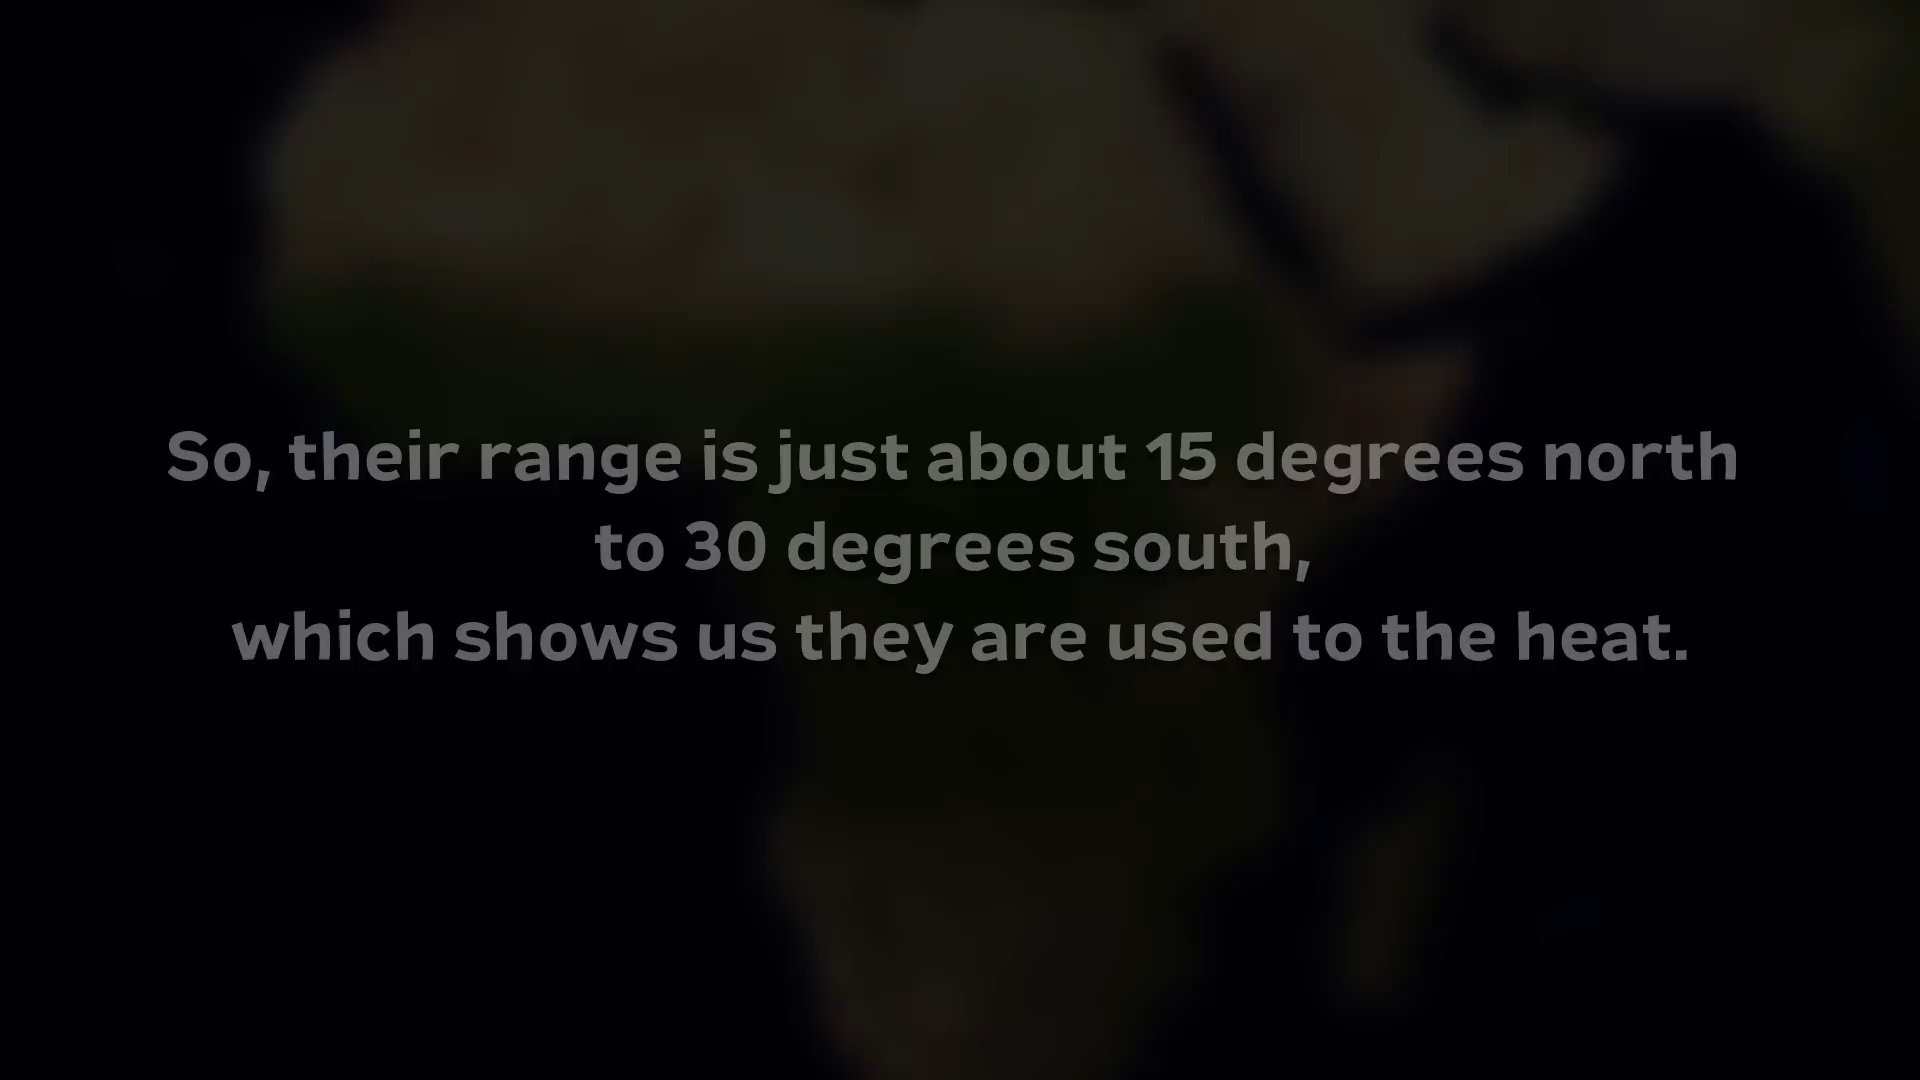 So, their range is just about 15 degrees north
to 30 degrees south,
which shows us they are used to the heat.